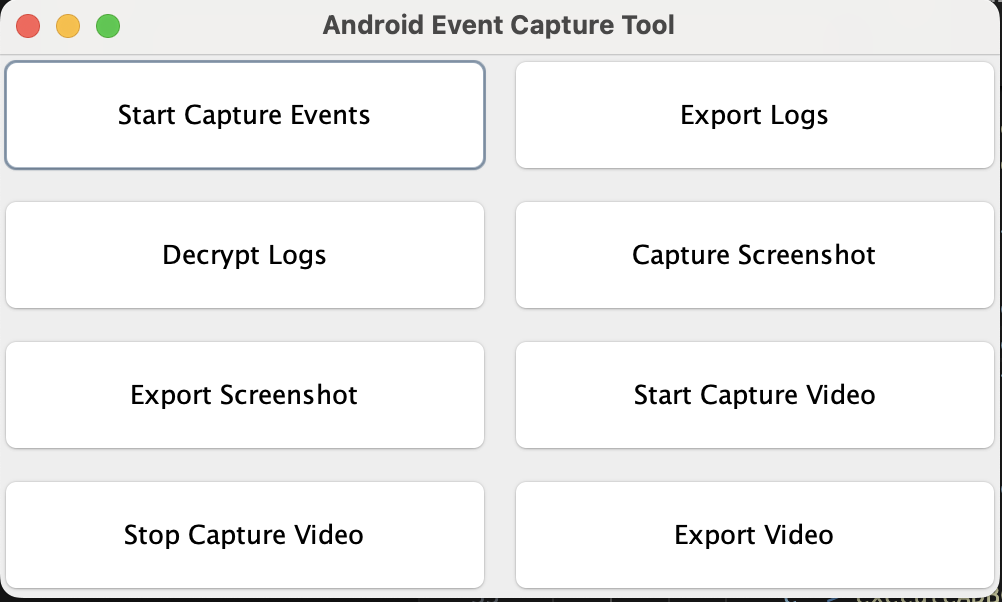 Android Event Capture Tool
Start Capture Events
Export Logs
Decrypt Logs
Capture Screenshot
Export Screenshot
Start Capture Video
Stop Capture Video
Export Video